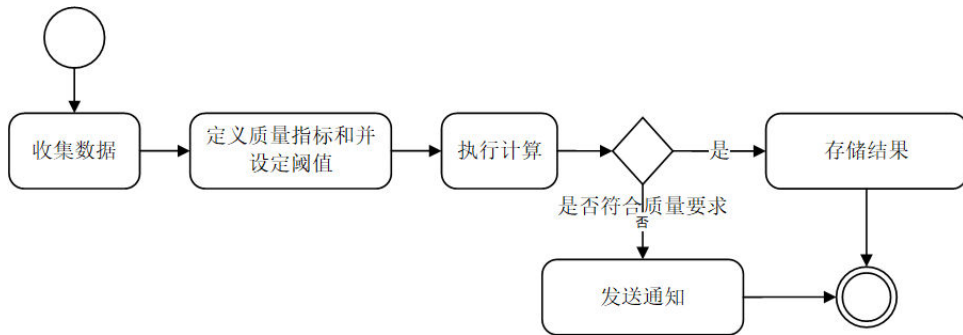 收集数据
定义质量指标和并
设定阈值
执行计算
是
存储结果
是否符合质量要求
否
发送通知